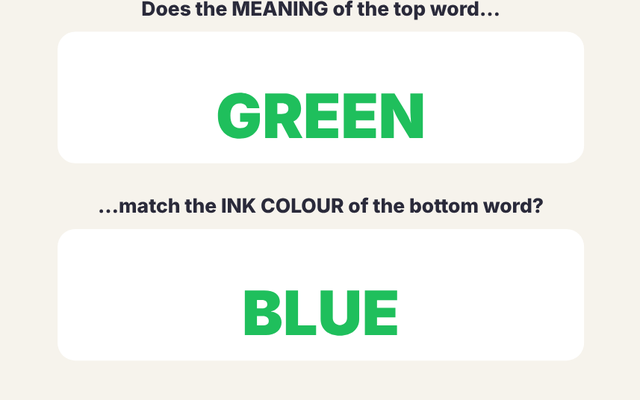 Does the MEANING of the top word...
GREEN
...match the INK COLOUR of the bottom word?
BLUE